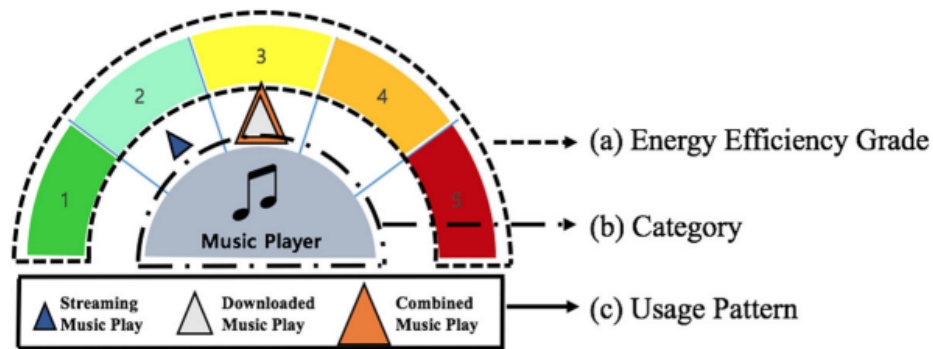 3
2
4
1
5
Music Player
(a) Energy Efficiency Grade
(b) Category
Streaming
Music Play
Downloaded
Music Play
Combined
Music Play
(c) Usage Pattern